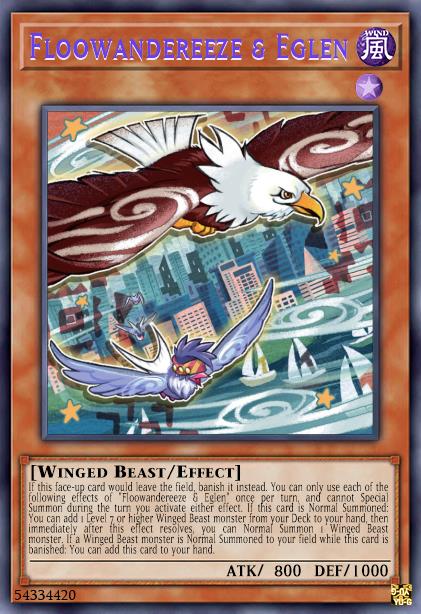 Floowandereeze & Eglen
WIND
風
[Winged Beast/Effect]
If this face-up card would leave the field, banish it instead. You can only use each of the
following effects of "Floowandereeze & Eglen" once per turn, and cannot Special
Summon during the turn you activate either effect. If this card is Normal Summoned:
You can add 1 Level 7 or higher Winged Beast monster from your Deck to your hand, then
immediately after this effect resolves, you can Normal Summon 1 Winged Beast
monster. If a Winged Beast monster is Normal Summoned to your field while this card is
banished: You can add this card to your hand.
ATK/ 800 DEF/1000
54334420